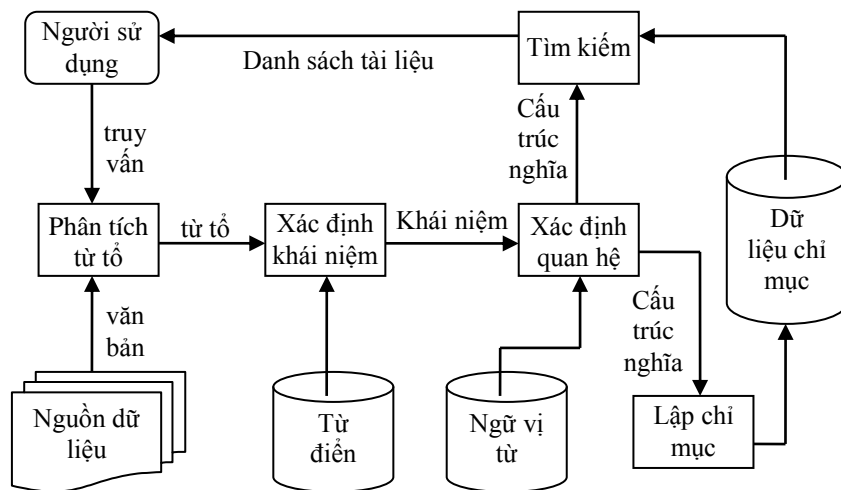 Người sử
dụng
Danh sách tài liệu
Tìm kiếm
truy
vấn
Cấu
trúc
nghĩa
Phân tích
từ tổ
từ tổ
Xác định
khái niệm
Khái niệm
Xác định
quan hệ
Dữ
liệu chỉ
mục
văn
bản
Cấu
trúc
nghĩa
Nguồn dữ
liệu
Từ
điển
Ngữ vị
từ
Lập chỉ
mục